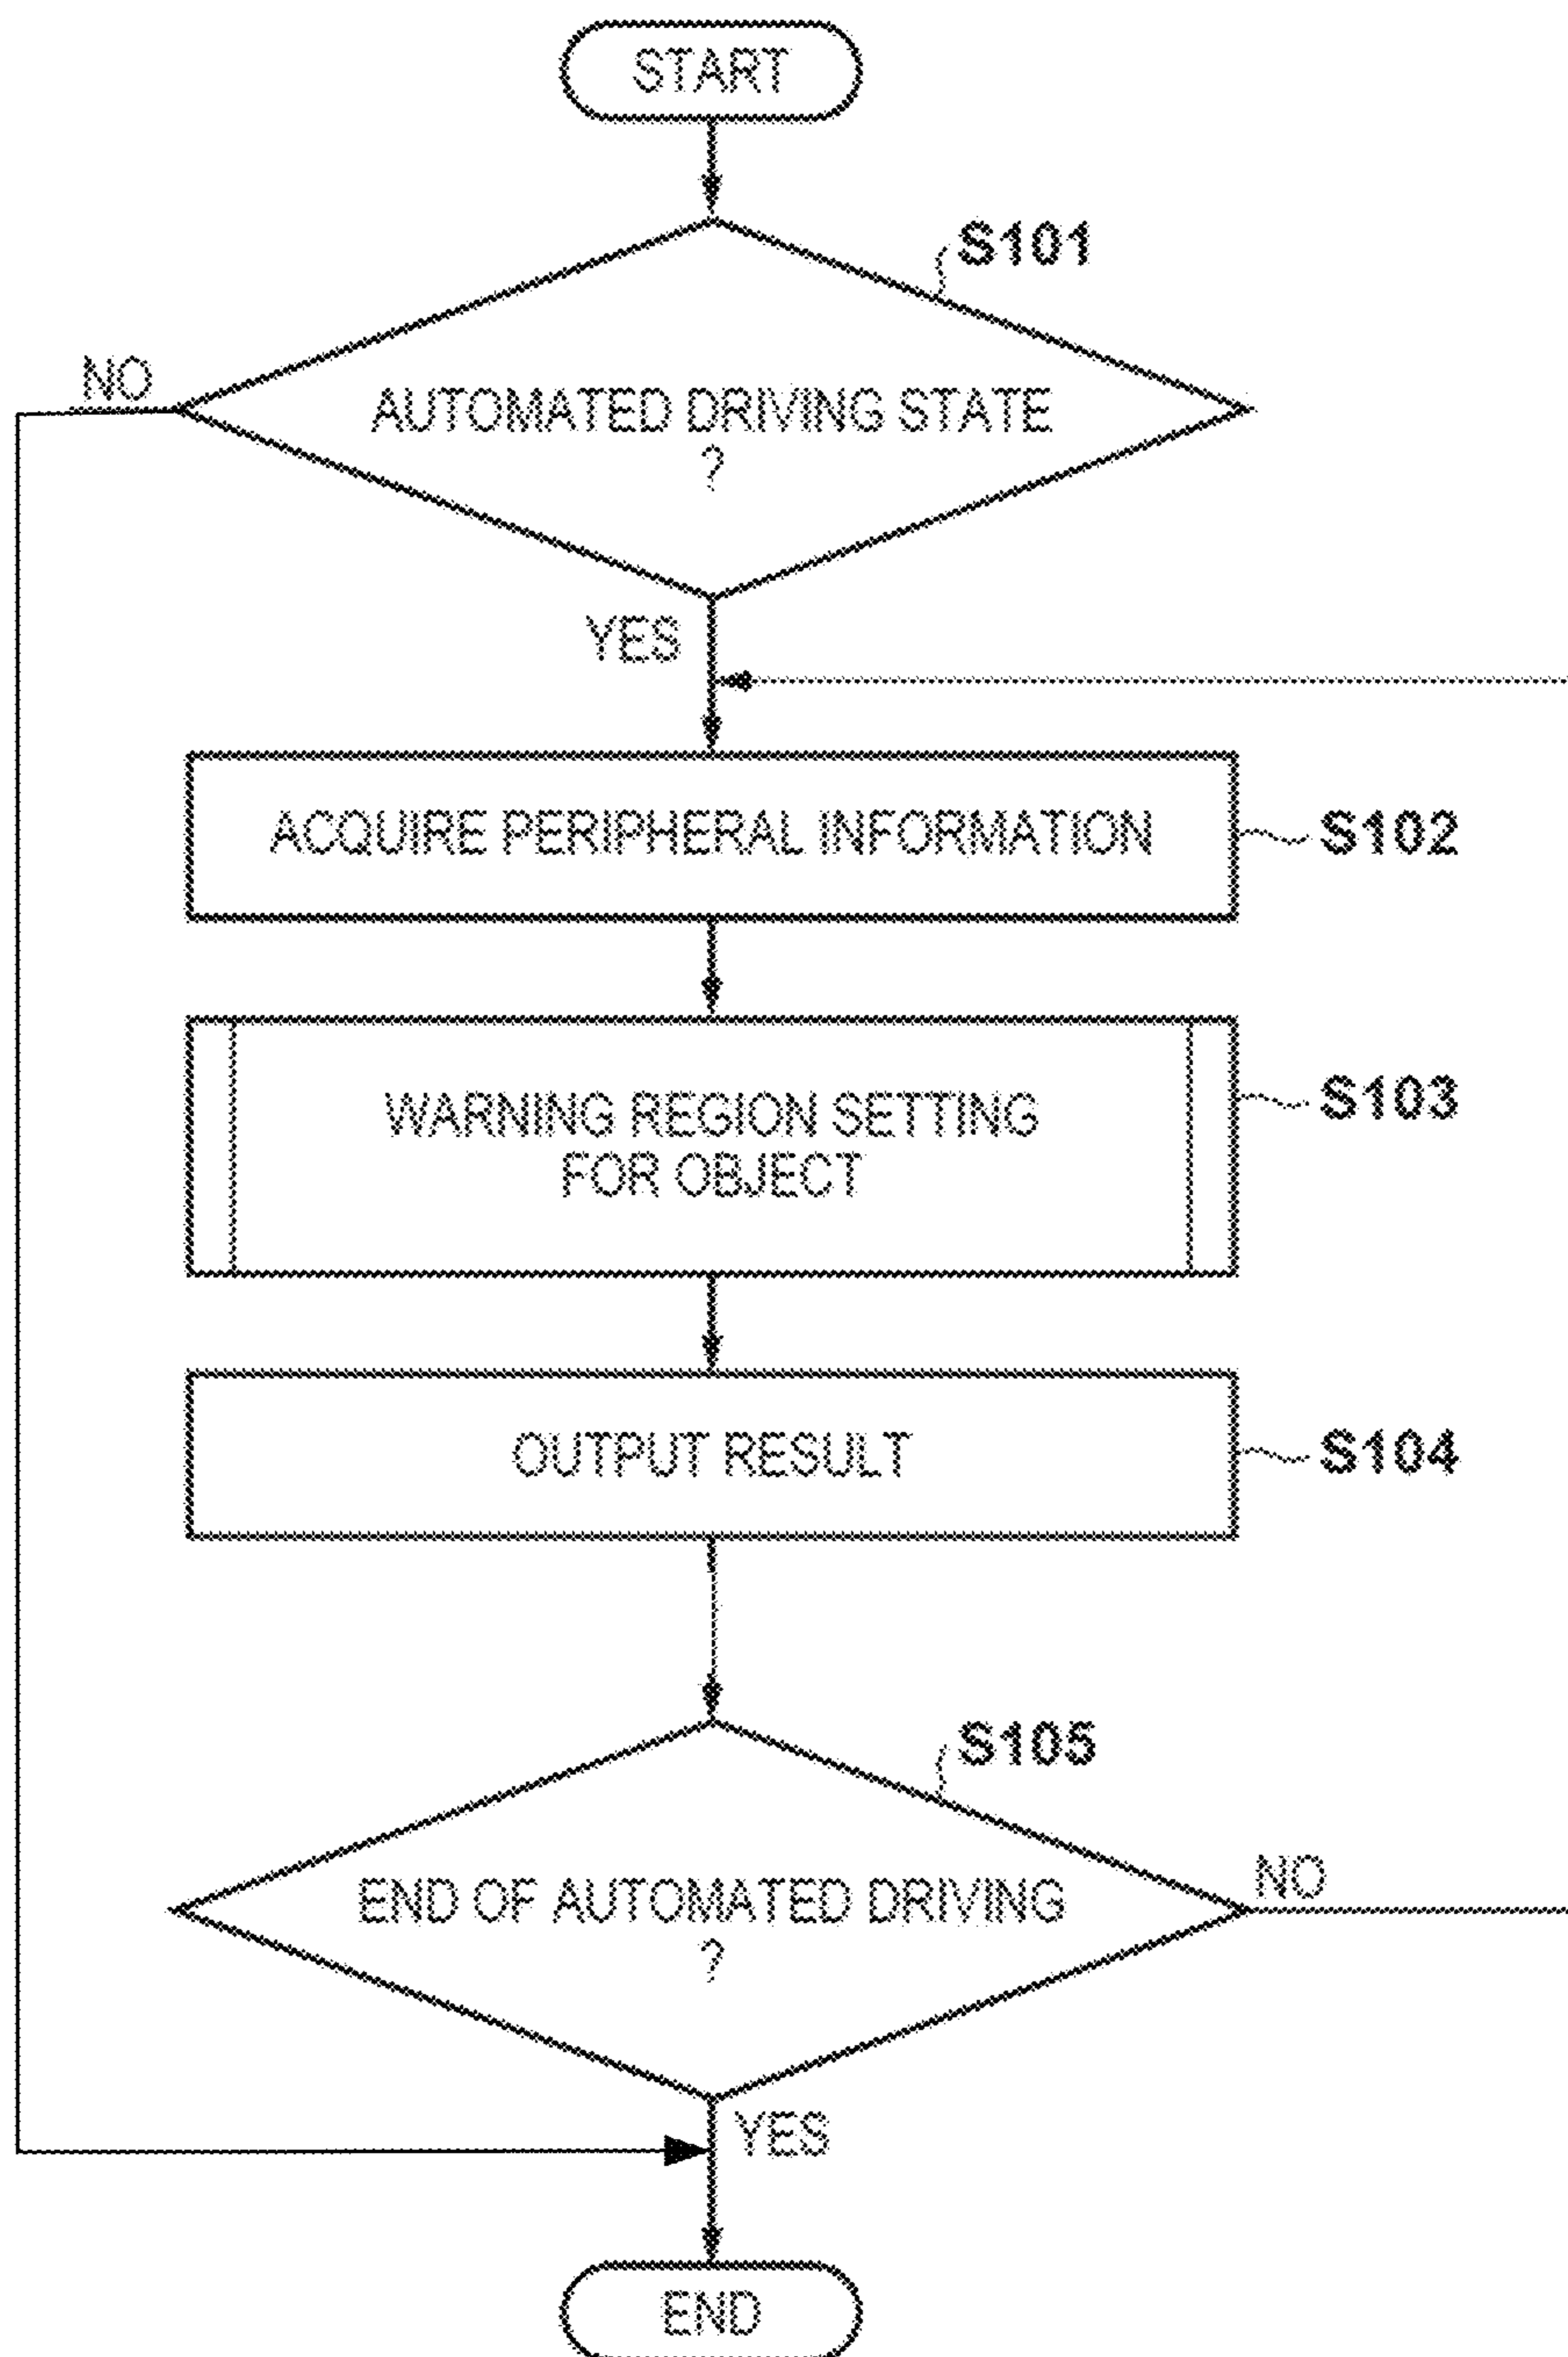 START
S101
NO
AUTOMATED DRIVING STATE
?
YES
ACQUIRE PERIPHERAL INFORMATION
S102
WARNING REGION SETTING
FOR OBJECT
S103
OUTPUT RESULT
S104
S105
END OF AUTOMATED DRIVING
?
NO
YES
END